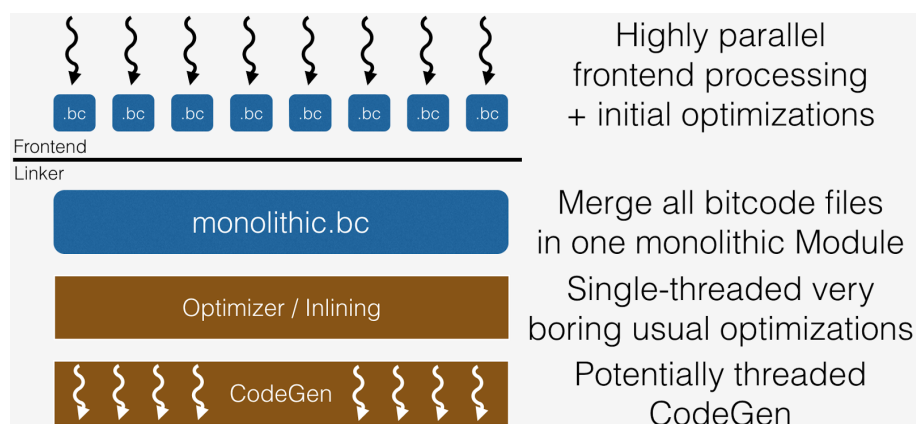 Highly parallel
frontend processing
+ initial optimizations
.bc .bc .bc .bc .bc .bc .bc .bc
Frontend
Linker
monolithic.bc
Merge all bitcode files
in one monolithic Module
Optimizer / Inlining
Single-threaded very
boring usual optimizations
CodeGen
Potentially threaded
CodeGen